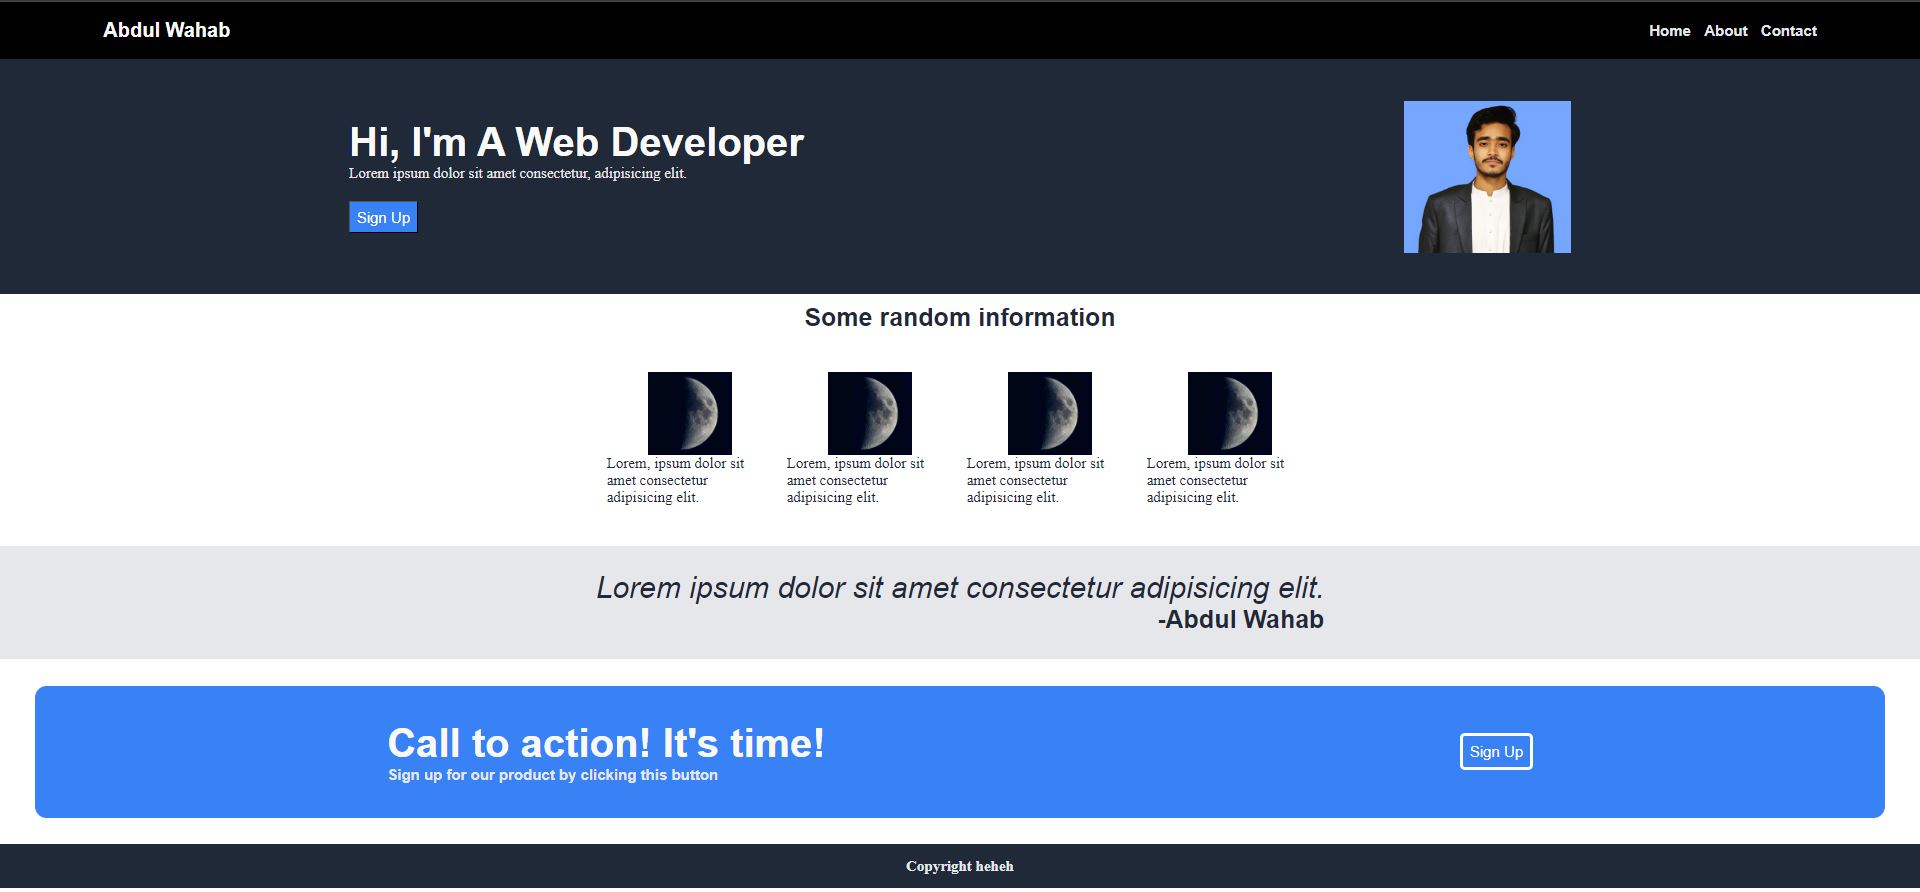 Abdul Wahab
Home About Contact
Hi, I'm A Web Developer
Lorem ipsum dolor sit amet consectetur, adipisicing elit.
Sign Up
Some random information
Lorem, ipsum dolor sit
amet consectetur
adipisicing elit.
Lorem, ipsum dolor sit
amet consectetur
adipisicing elit.
Lorem, ipsum dolor sit
amet consectetur
adipisicing elit.
Lorem, ipsum dolor sit
amet consectetur
adipisicing elit.
Lorem ipsum dolor sit amet consectetur adipisicing elit.
-Abdul Wahab
Call to action! It's time!
Sign up for our product by clicking this button
Sign Up
Copyright heheh